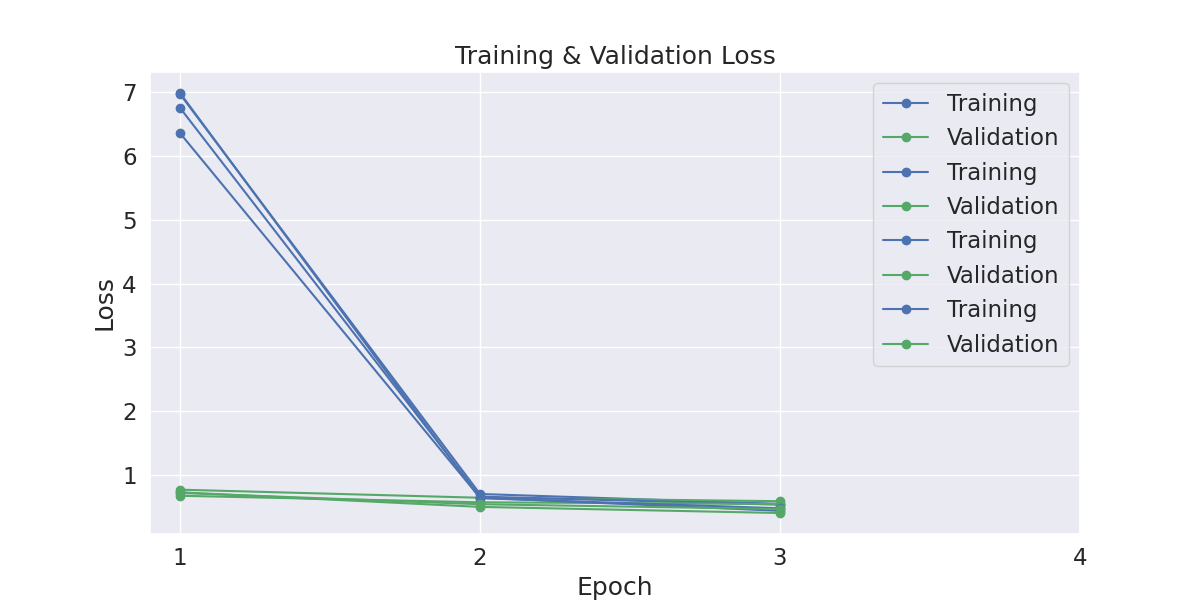 Training & Validation Loss
7
6
5
4
3
2
1
Loss
Training
Validation
Training
Validation
Training
Validation
Training
Validation
1 2 3 4
Epoch